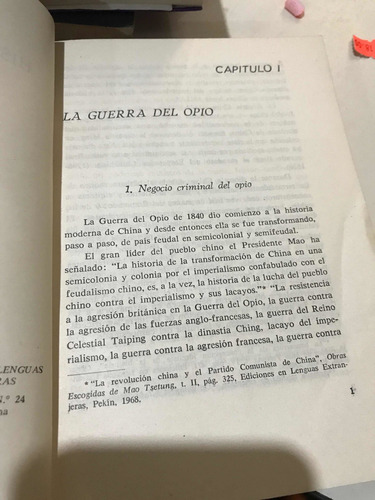 CAPITULO I
LA GUERRA DEL OPIO
1. Negocio criminal del opio
La Guerra del Opio de 1840 dio comienzo a la historia
moderna de China y desde entonces ella se fue transformando,
paso a paso, de país feudal en semicolonial y semifeudal.
El gran líder del pueblo chino el Presidente Mao ha
señalado: "La historia de la transformación de China en una
semicolonia y colonia por el imperialismo confabulado con el
feudalismo chino, es, a la vez, la historia de la lucha del pueblo
chino contra el imperialismo y sus lacayos."* "La resistencia
a la agresión británica en la Guerra del Opio, la guerra contra
la agresión de las fuerzas anglo-francesas, la guerra del Reino
Celestial Taiping contra la dinastía Ching, lacayo del impe-
rialismo, la guerra contra la agresión francesa, la guerra contra
* "La revolución china y el Partido Comunista de China", Obras
Escogidas de Mao Tsetung, t. II, pág. 325, Ediciones en Lenguas Extran-
jeras, Pekín, 1968.
1
LENGUAS
RAS
N.º 24
na